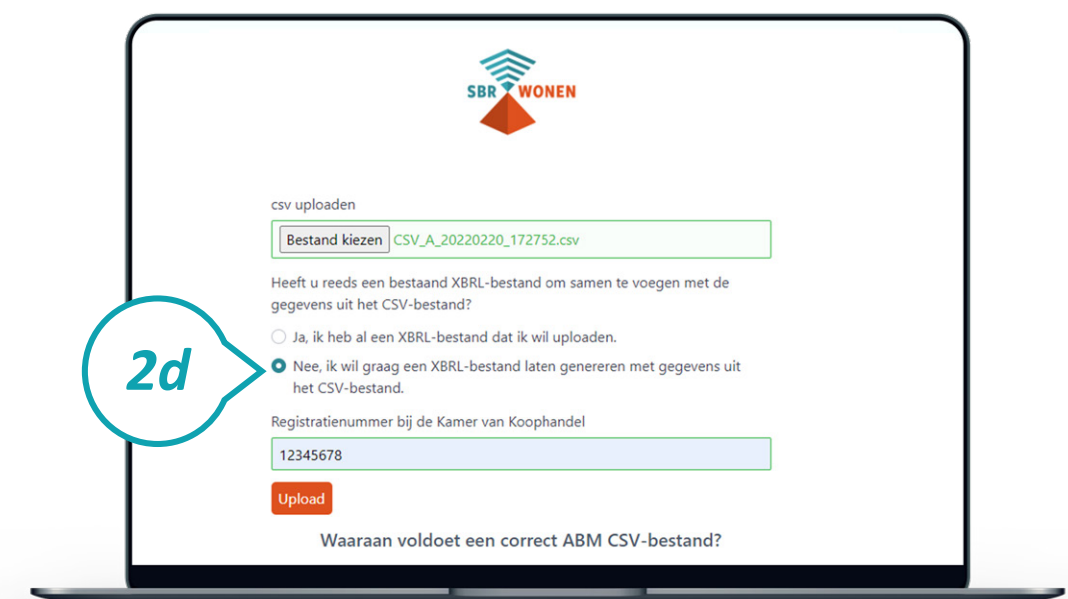 SBR WONEN
csv uploaden
Bestand kiezen CSV_A_20220220_172752.csv
Heeft u reeds een bestaand XBRL-bestand om samen te voegen met de
gegevens uit het CSV-bestand?
Ja, ik heb al een XBRL-bestand dat ik wil uploaden.
2d
Nee, ik wil graag een XBRL-bestand laten genereren met gegevens uit
het CSV-bestand.
Registratienummer bij de Kamer van Koophandel
12345678
Upload
Waaraan voldoet een correct ABM CSV-bestand?